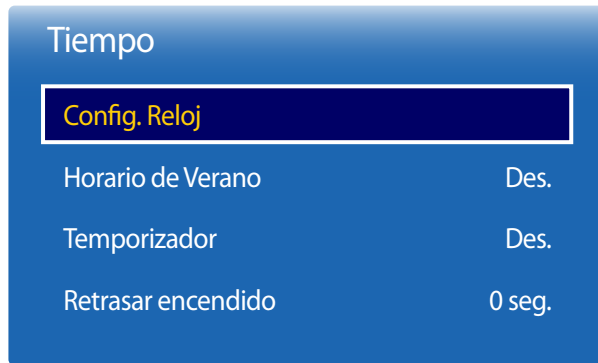 Tiempo
Config. Reloj
Horario de Verano Des.
Temporizador Des.
Retrasar encendido 0 seg.